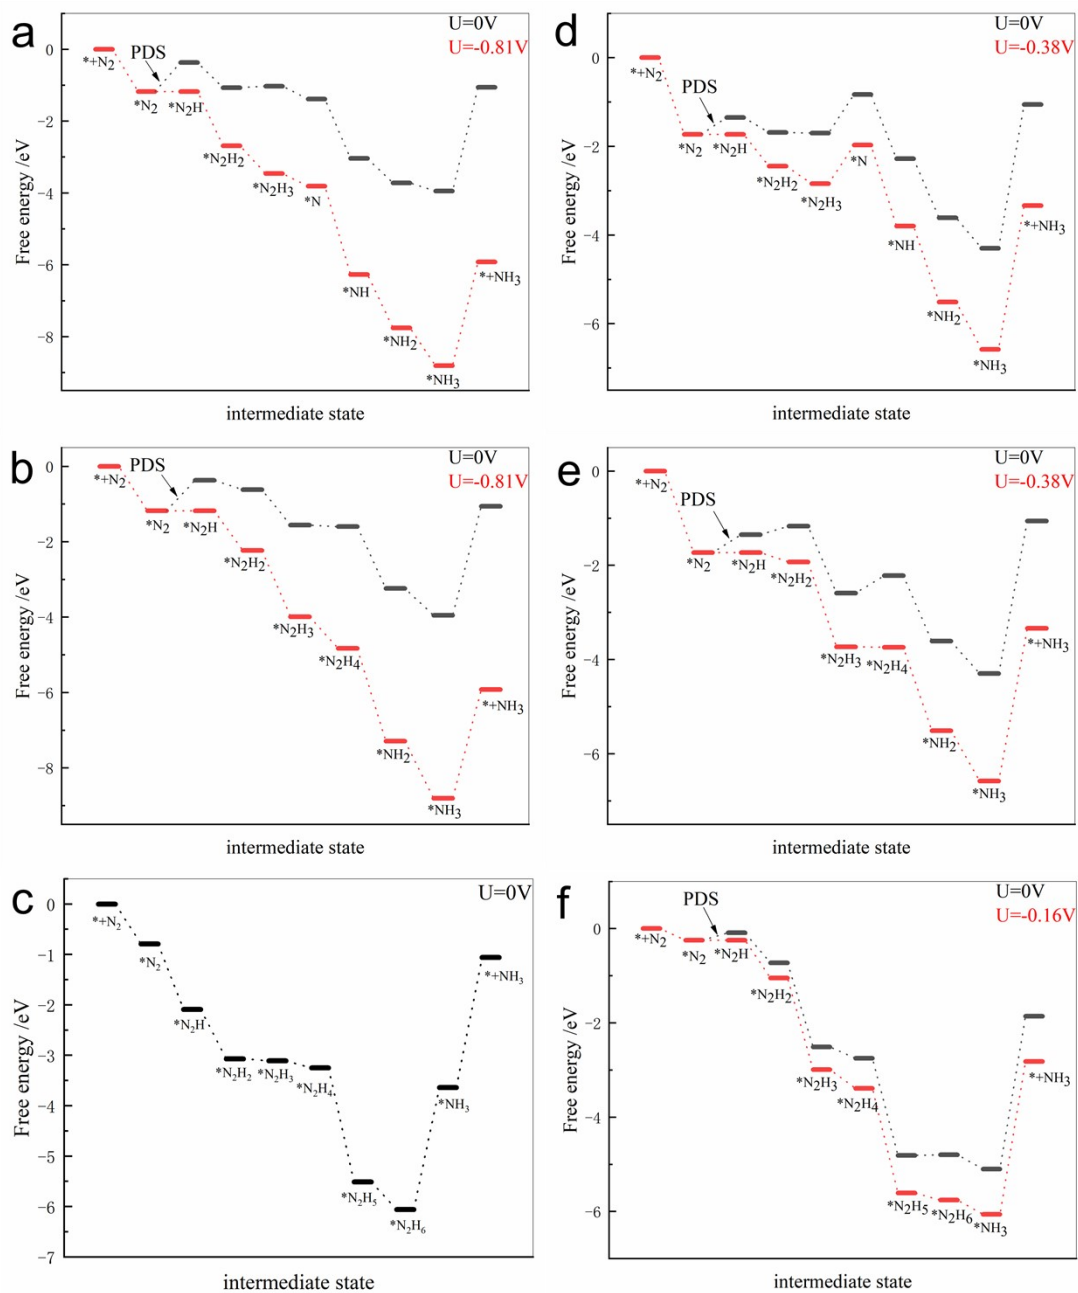 a
U=0V
U=-0.81V
PDS
0
−2
−4
−6
−8
Free energy /eV
*+N2
*N2
*N2H
*N2H2
*N2H3
*N
*NH
*NH2
*NH3
*+NH3
intermediate state
d
U=0V
U=-0.38V
PDS
0
−2
−4
−6
Free energy /eV
*+N2
*N2
*N2H
*N2H2
*N2H3
*N
*NH
*NH2
*NH3
*+NH3
intermediate state
b
U=0V
U=-0.81V
PDS
0
−2
−4
−6
−8
Free energy /eV
*+N2
*N2
*N2H
*N2H2
*N2H3
*N2H4
*NH2
*NH3
*+NH3
intermediate state
e
U=0V
U=-0.38V
PDS
0
−2
−4
−6
Free energy /eV
*+N2
*N2
*N2H
*N2H2
*N2H3
*N2H4
*NH2
*NH3
*+NH3
intermediate state
c
U=0V
0
−1
−2
−3
−4
−5
−6
−7
Free energy /eV
*+N2
*N2
*N2H
*N2H2
*N2H3
*N2H4
*N2H5
*N2H6
*NH3
*+NH3
intermediate state
f
U=0V
U=-0.16V
PDS
0
−2
−4
−6
Free energy /eV
*+N2
*N2
*N2H
*N2H2
*N2H3
*N2H4
*N2H5
*N2H6
*NH3
*+NH3
intermediate state